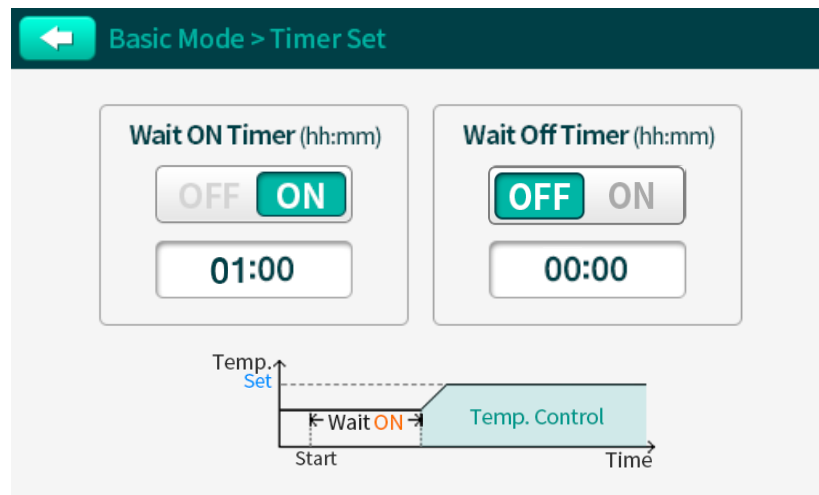 Basic Mode > Timer Set
Wait ON Timer (hh:mm)
OFF ON
01:00
Wait Off Timer (hh:mm)
OFF ON
00:00
Temp.
Set
Wait ON
Temp. Control
Start
Time